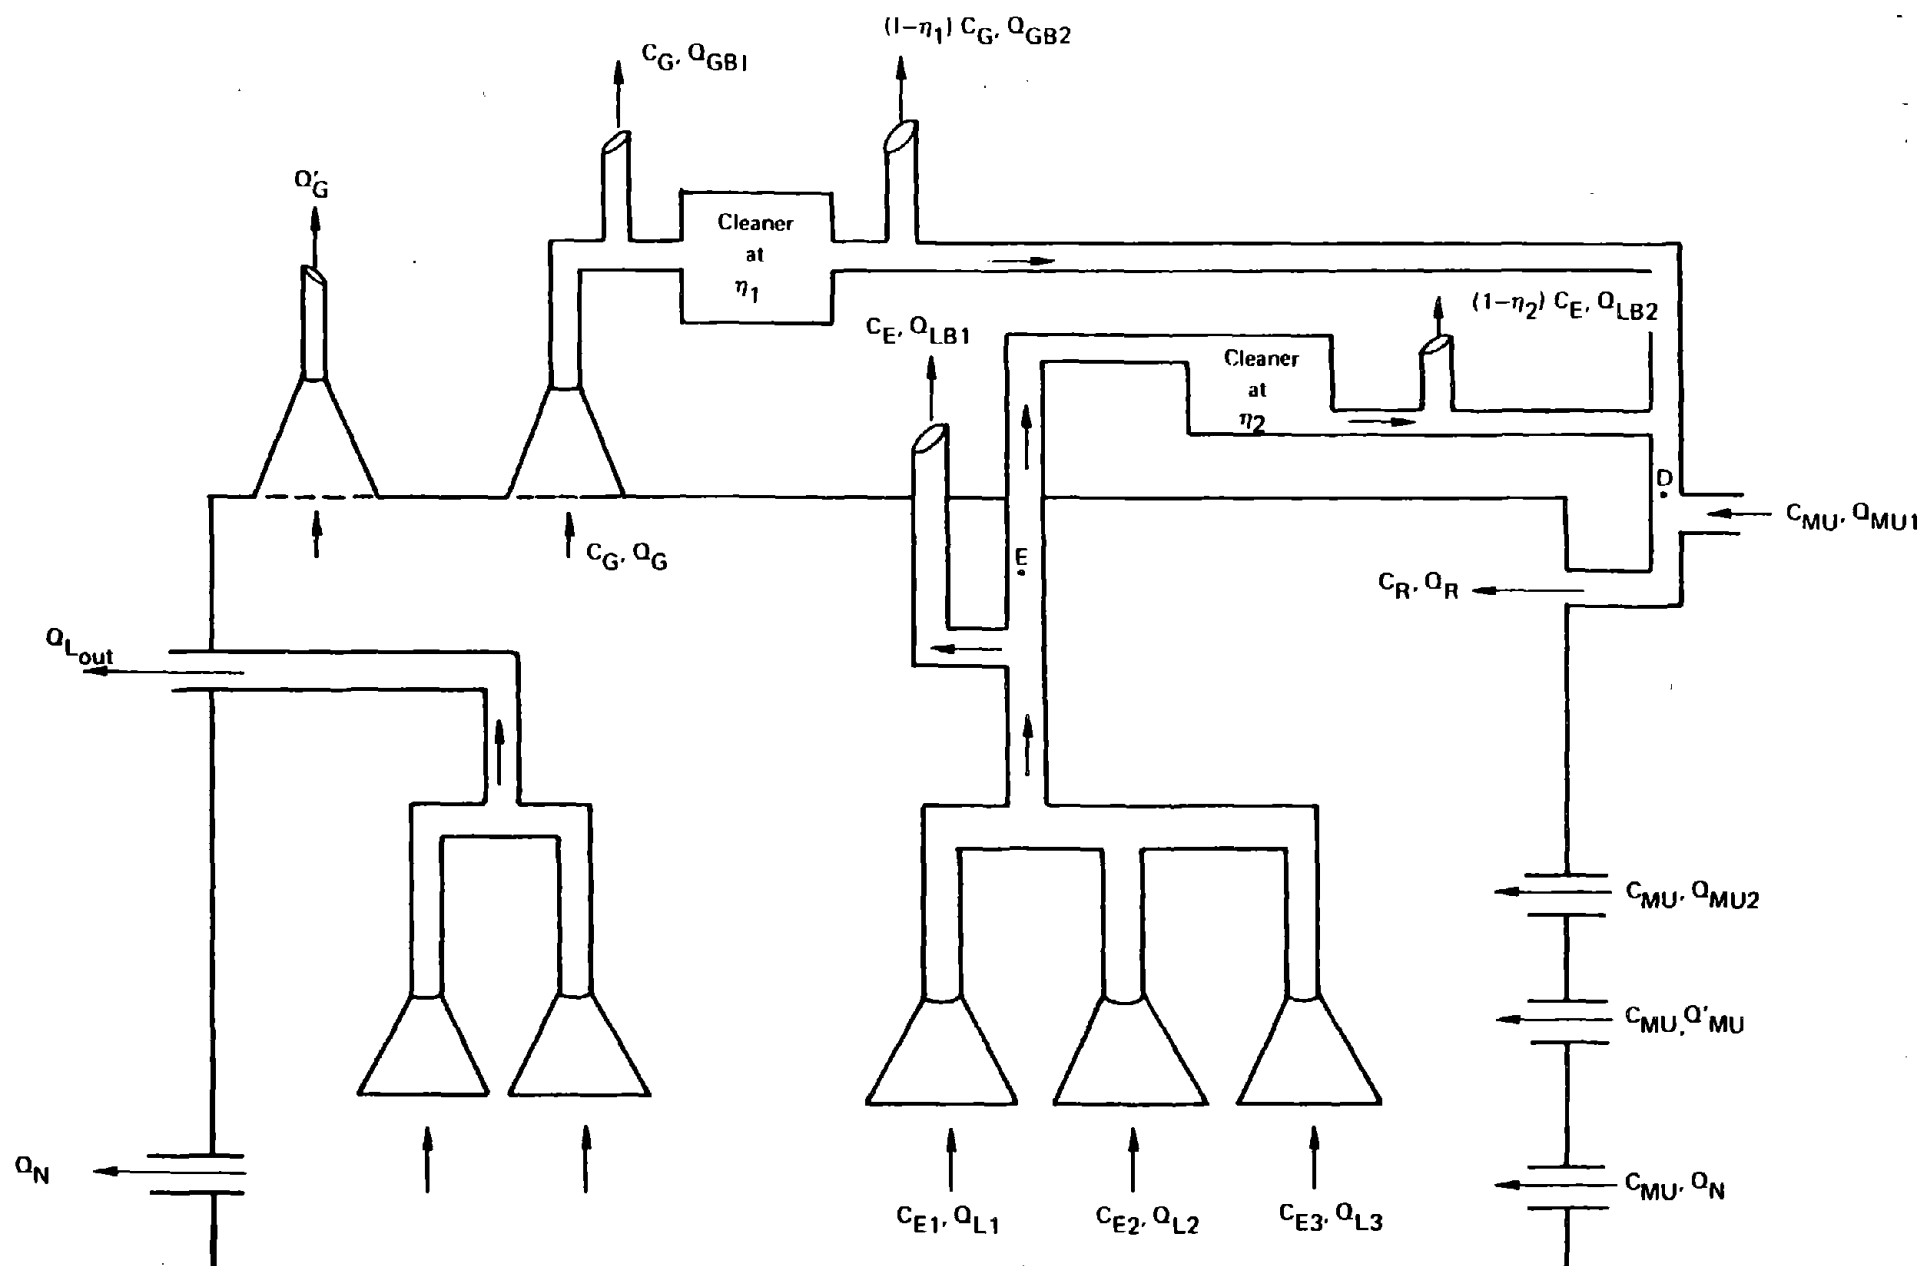 (1-η1) CG, QGB2
CG, QGB1
Q'G
Cleaner
at
η1
(1-η2) CE, QLB2
CE, QLB1
Cleaner
at
η2
D
CMU, QMU1
CG, QG
E
CR, QR
QLout
CMU, QMU2
CMU, Q'MU
QN
CMU, QN
CE1, QL1
CE2, QL2
CE3, QL3